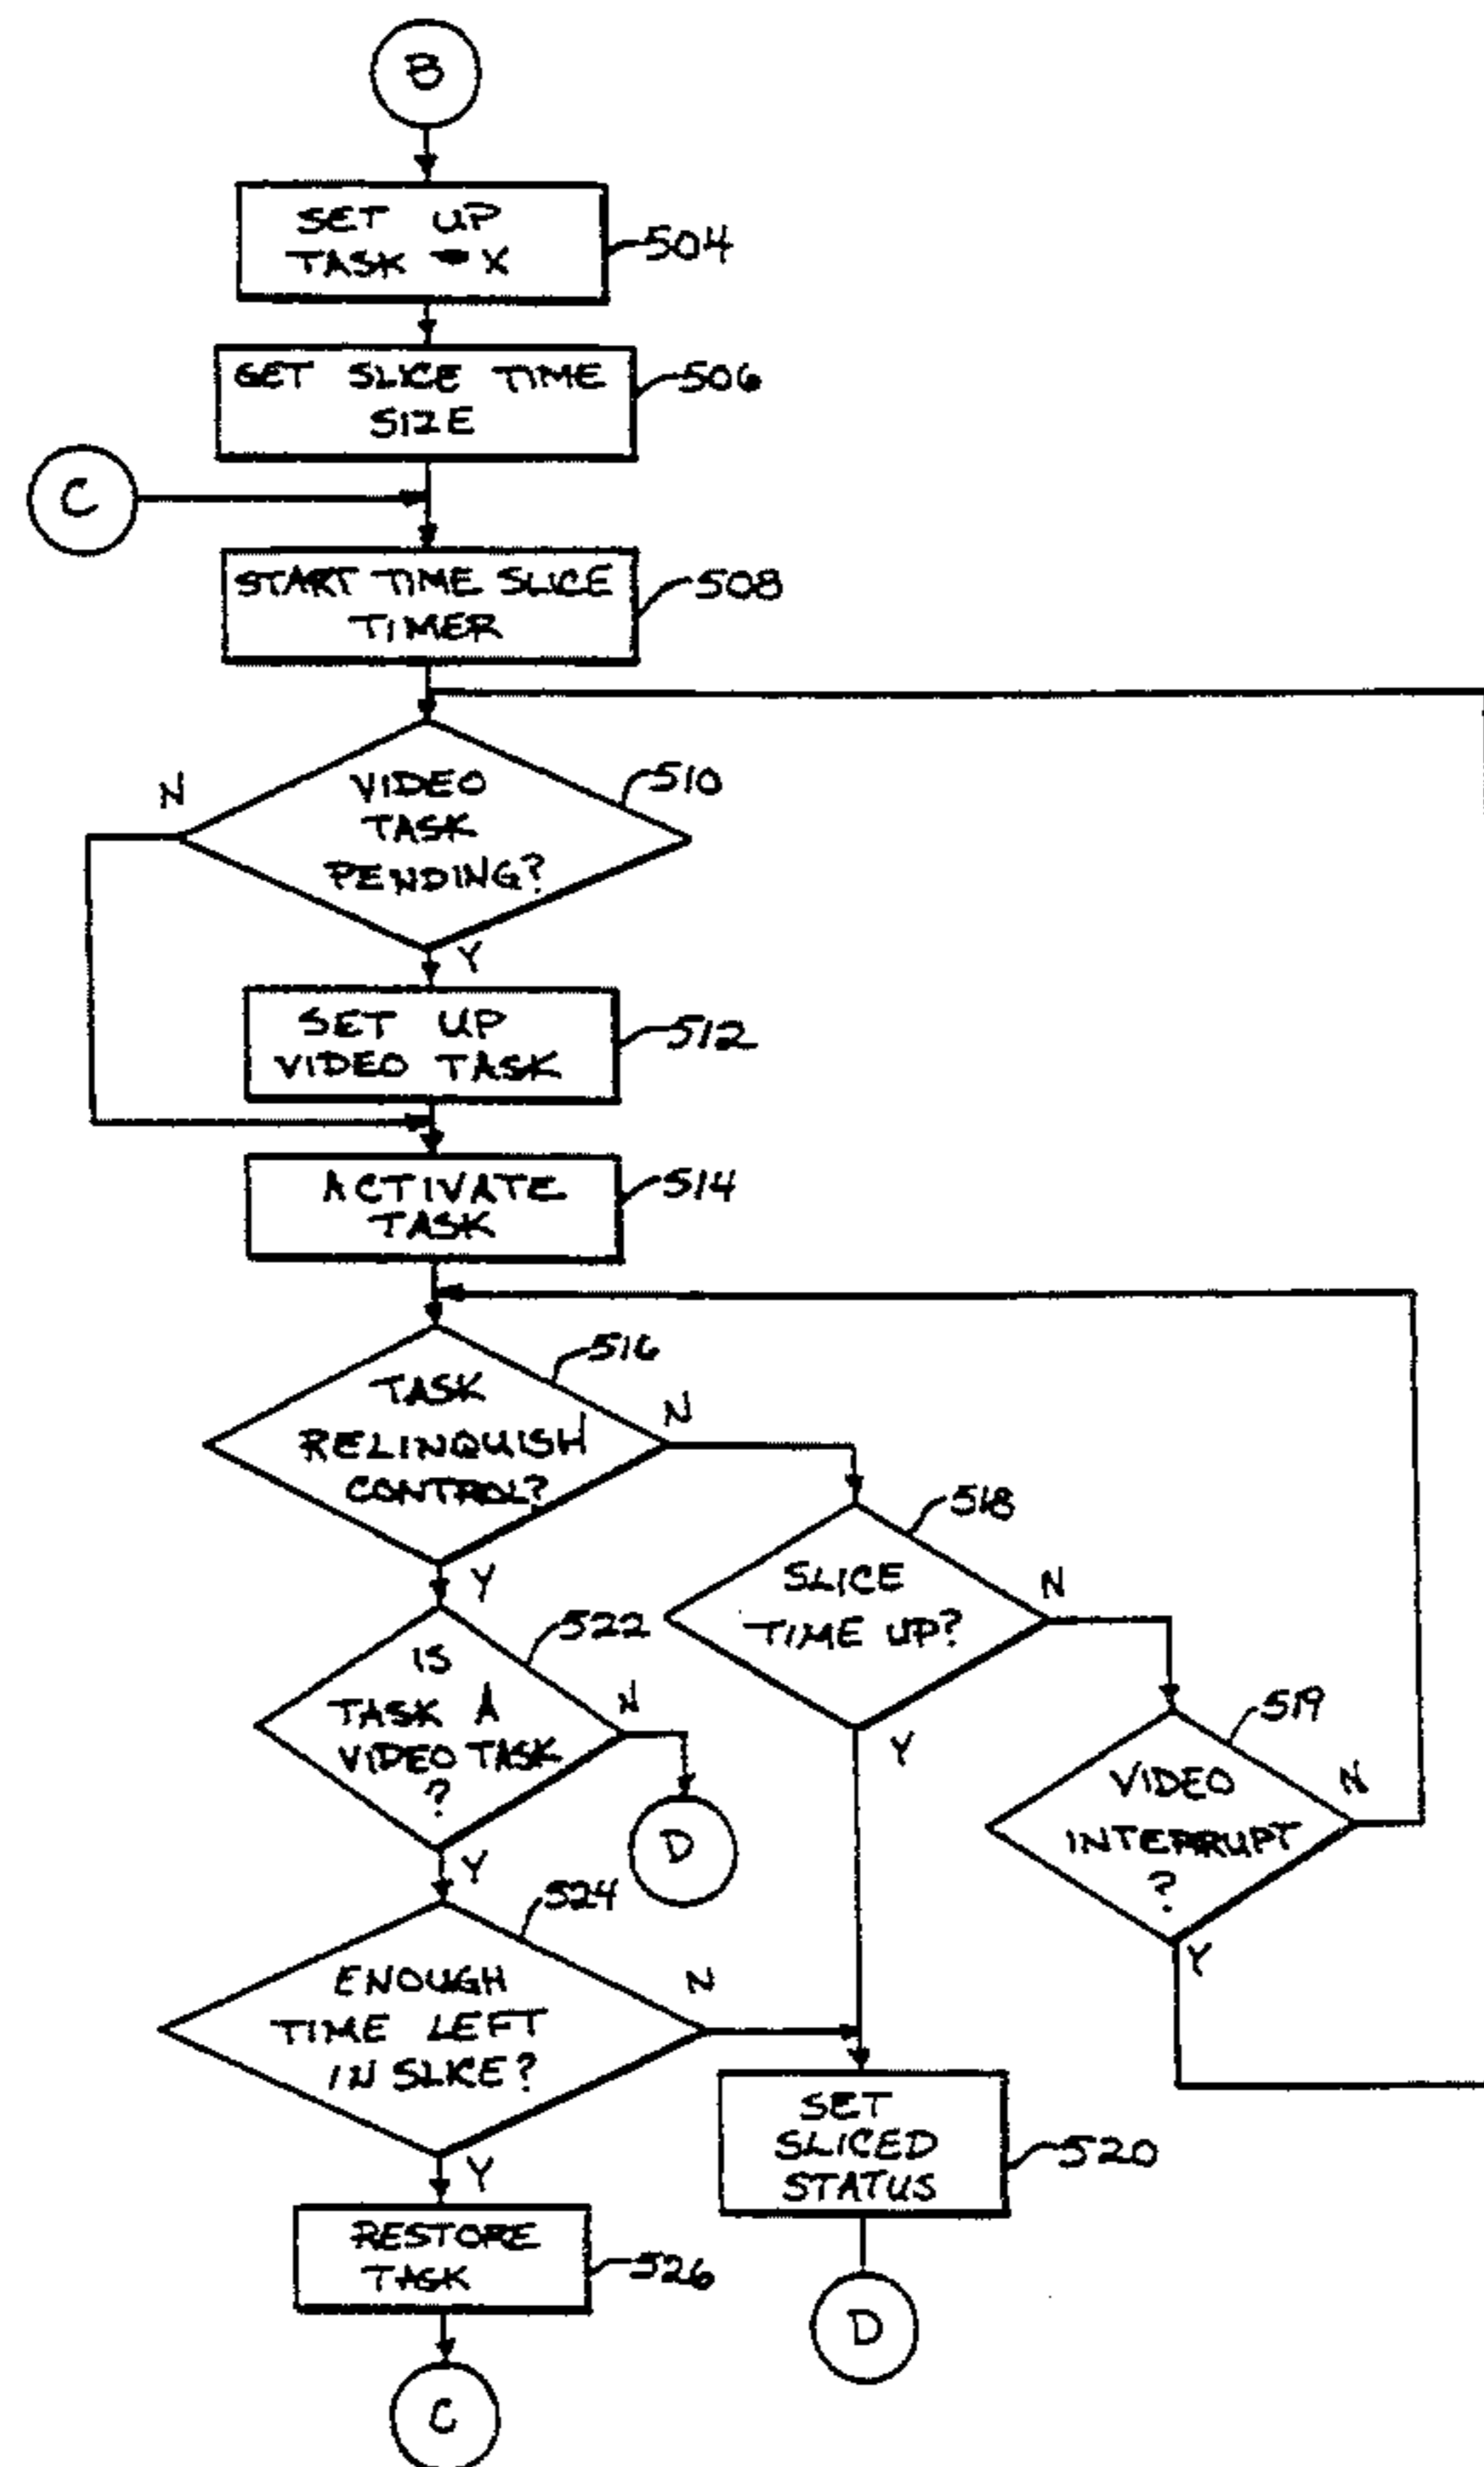 B
SET UP
TASK = X
504
GET SLICE TIME
SIZE
506
C
START TIME SLICE
TIMER
508
N
VIDEO
TASK
PENDING?
510
Y
SET UP
VIDEO TASK
512
ACTIVATE
TASK
514
516
TASK
RELINQUISH
CONTROL?
N
Y
518
SLICE
TIME UP?
N
Y
522
IS
TASK A
VIDEO TASK
?
N
D
Y
519
VIDEO
INTERRUPT
?
N
Y
524
ENOUGH
TIME LEFT
IN SLICE?
N
Y
SET
SLICED
STATUS
520
RESTORE
TASK
526
D
C